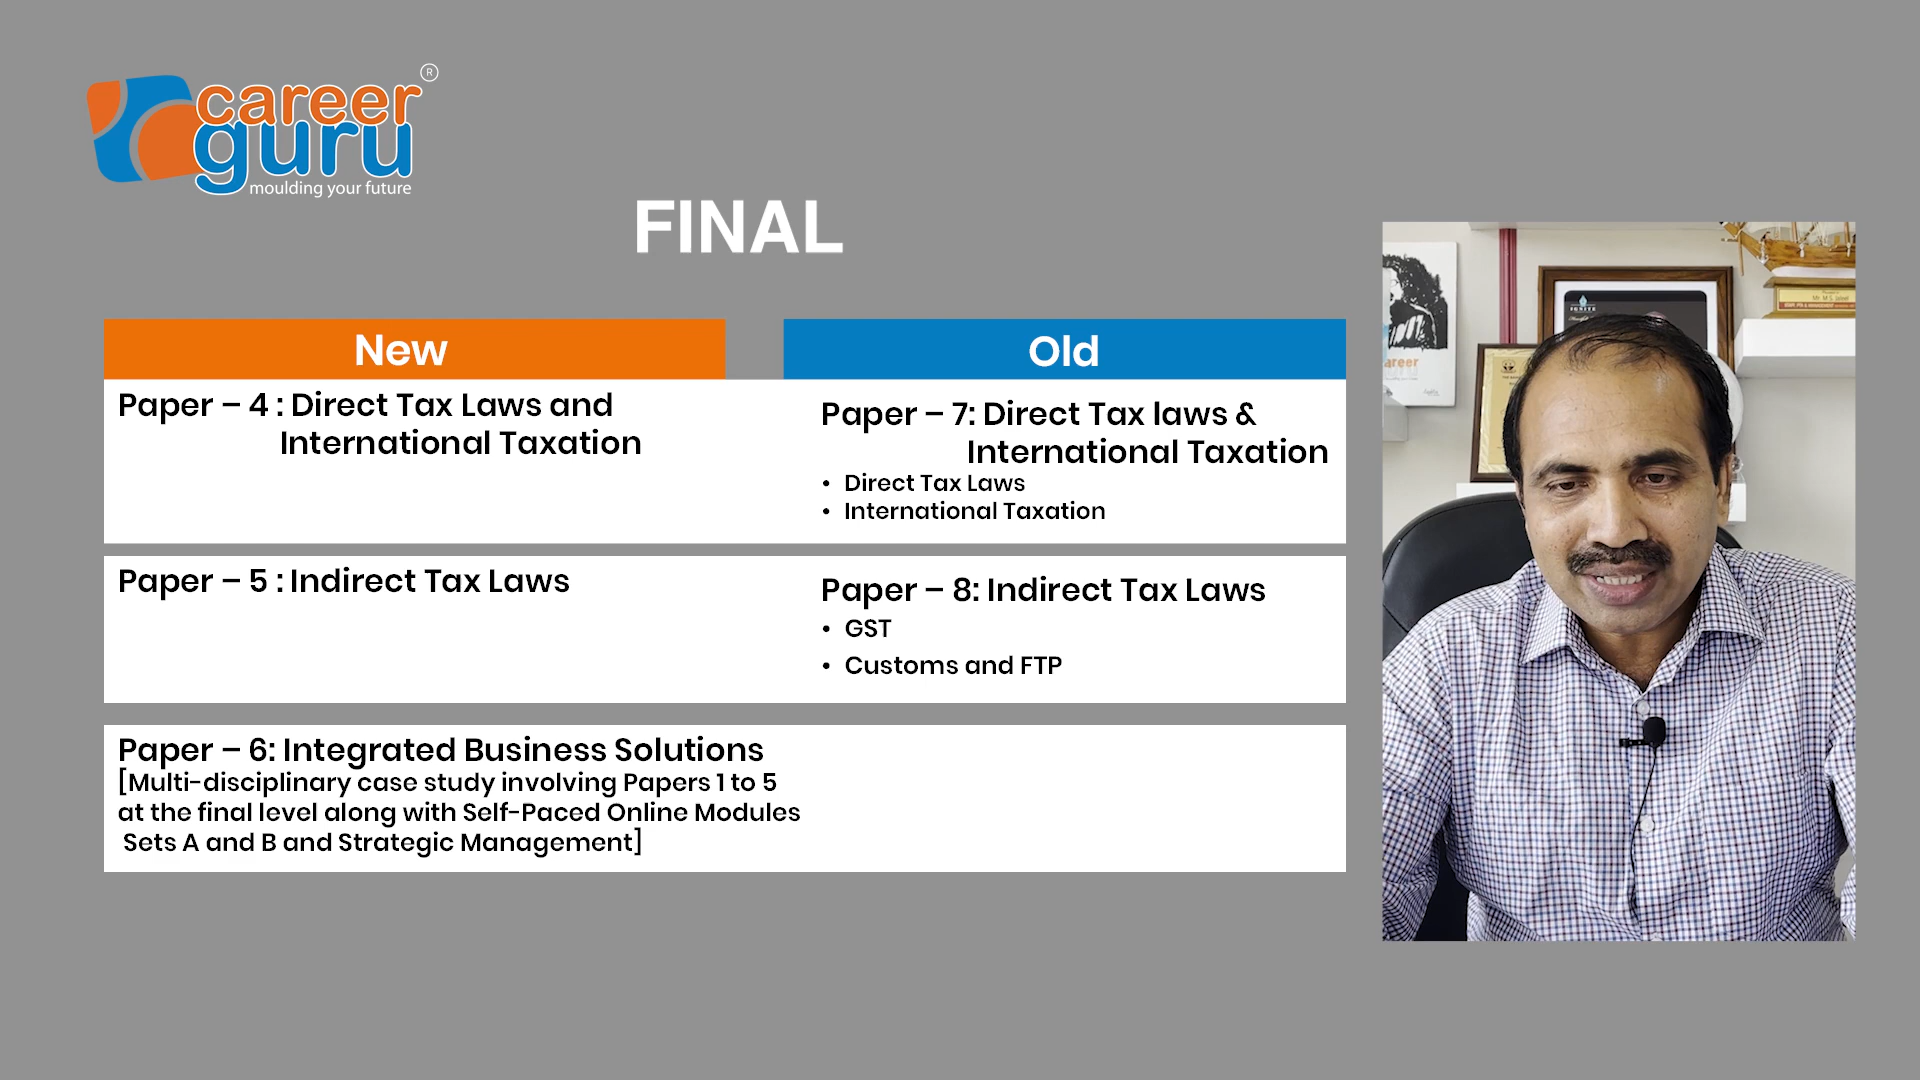 career
guru
®
moulding your future
FINAL
New
Old
Paper – 4 : Direct Tax Laws and
International Taxation
Paper – 7: Direct Tax laws &
International Taxation
• Direct Tax Laws
• International Taxation
Paper – 5 : Indirect Tax Laws
Paper – 8: Indirect Tax Laws
• GST
• Customs and FTP
Paper – 6: Integrated Business Solutions
[Multi-disciplinary case study involving Papers 1 to 5
at the final level along with Self-Paced Online Modules
Sets A and B and Strategic Management]
areer
IGNITE